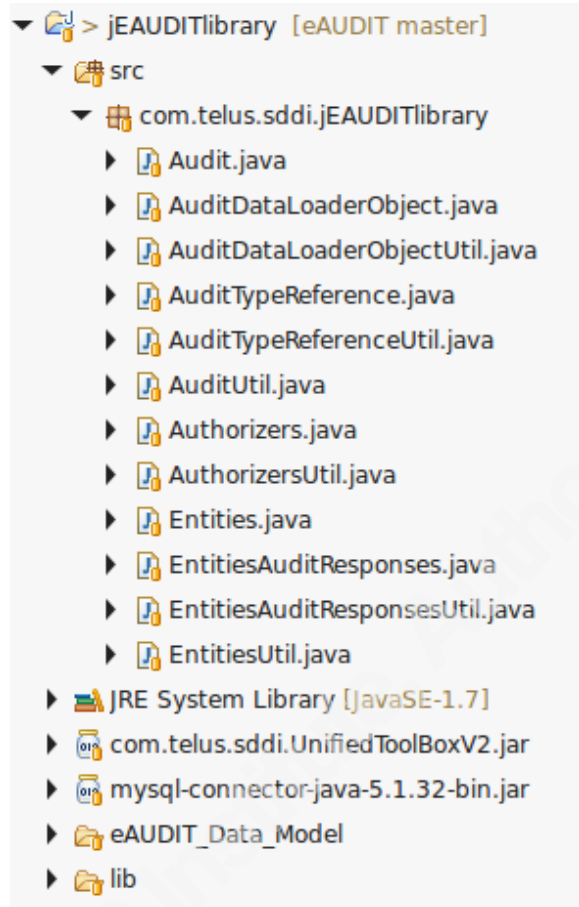 > jEAUDITlibrary [eAUDIT master]
src
com.telus.sddi.jEAUDITlibrary
Audit.java
AuditDataLoaderObject.java
AuditDataLoaderObjectUtil.java
AuditTypeReference.java
AuditTypeReferenceUtil.java
AuditUtil.java
Authorizers.java
AuthorizersUtil.java
Entities.java
EntitiesAuditResponses.java
EntitiesAuditResponsesUtil.java
EntitiesUtil.java
JRE System Library [JavaSE-1.7]
com.telus.sddi.UnifiedToolBoxV2.jar
mysql-connector-java-5.1.32-bin.jar
eAUDIT_Data_Model
lib